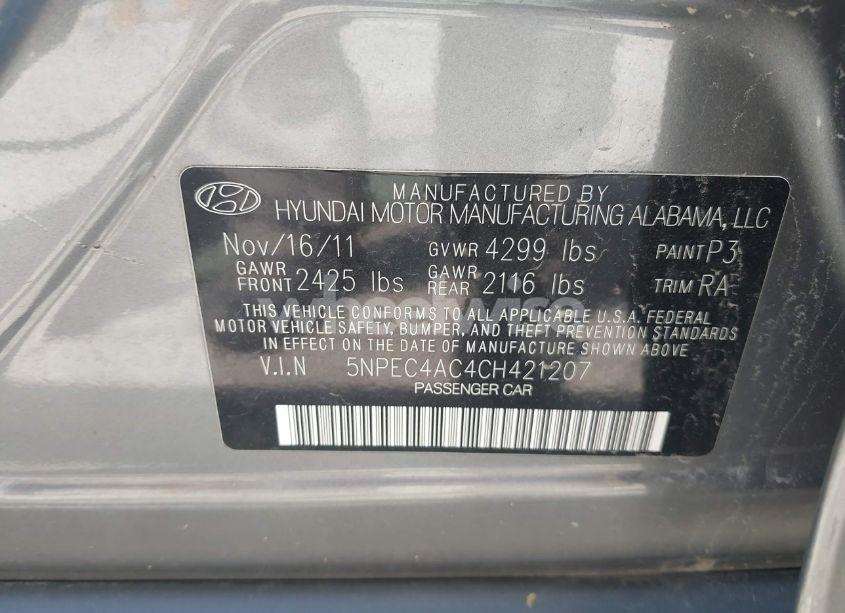 MANUFACTURED BY
HYUNDAI MOTOR MANUFACTURING ALABAMA, LLC
Nov/16/11 GVWR 4299 lbs PAINT P3
GAWR FRONT 2425 lbs GAWR REAR 2116 lbs TRIM RA
THIS VEHICLE CONFORMS TO ALL APPLICABLE U.S.A. FEDERAL
MOTOR VEHICLE SAFETY, BUMPER, AND THEFT PREVENTION STANDARDS
IN EFFECT ON THE DATE OF MANUFACTURE SHOWN ABOVE
V.I.N 5NPEC4AC4CH421207
PASSENGER CAR